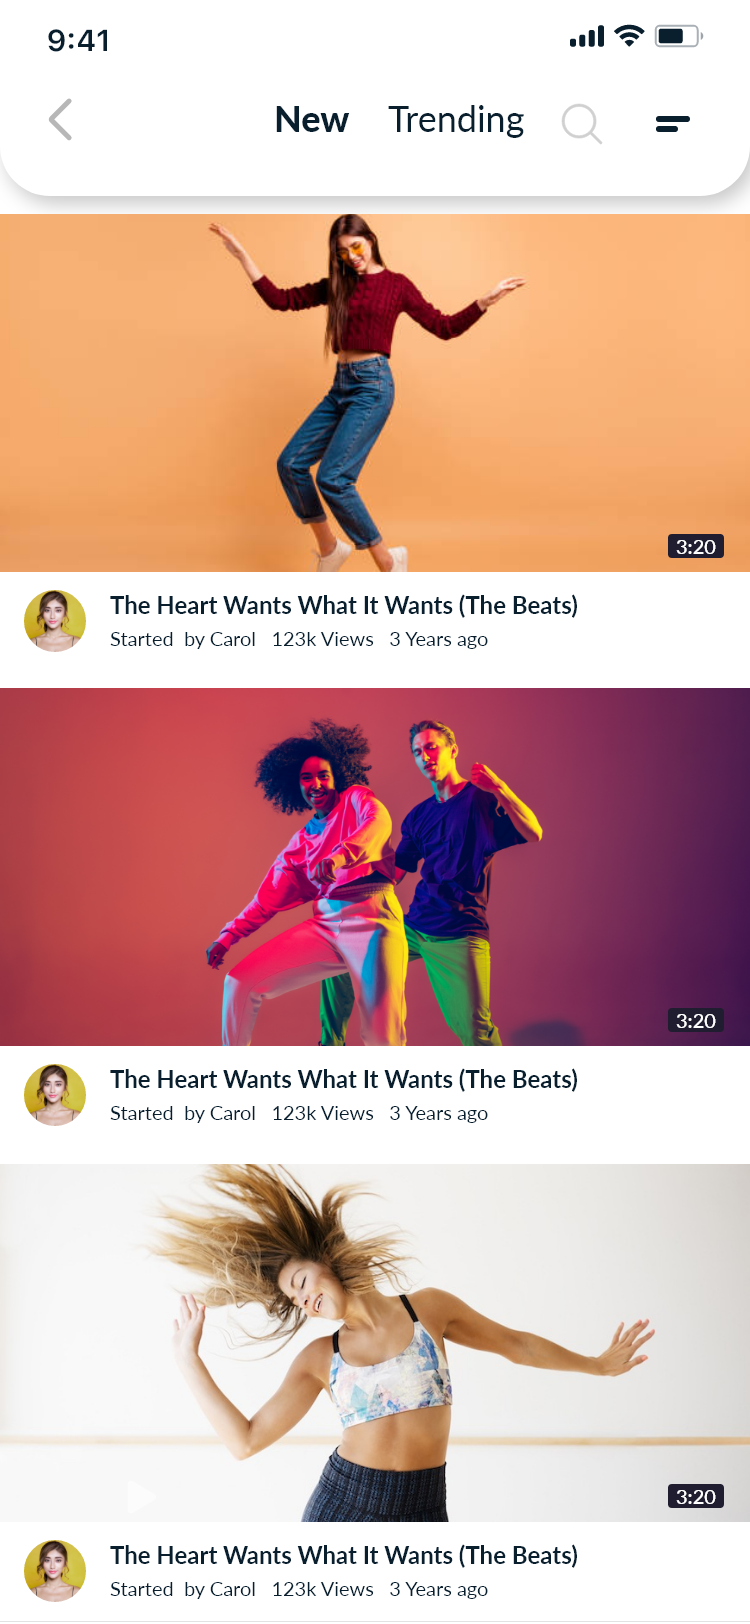 9:41
New Trending
3:20
The Heart Wants What It Wants (The Beats)
Started by Carol 123k Views 3 Years ago
3:20
The Heart Wants What It Wants (The Beats)
Started by Carol 123k Views 3 Years ago
3:20
The Heart Wants What It Wants (The Beats)
Started by Carol 123k Views 3 Years ago